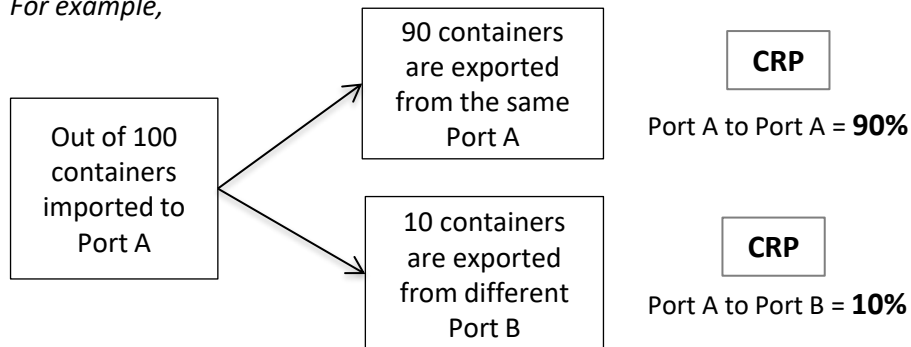 For example,
Out of 100
containers
imported to
Port A
90 containers
are exported
from the same
Port A
CRP
Port A to Port A = 90%
10 containers
are exported
from different
Port B
CRP
Port A to Port B = 10%